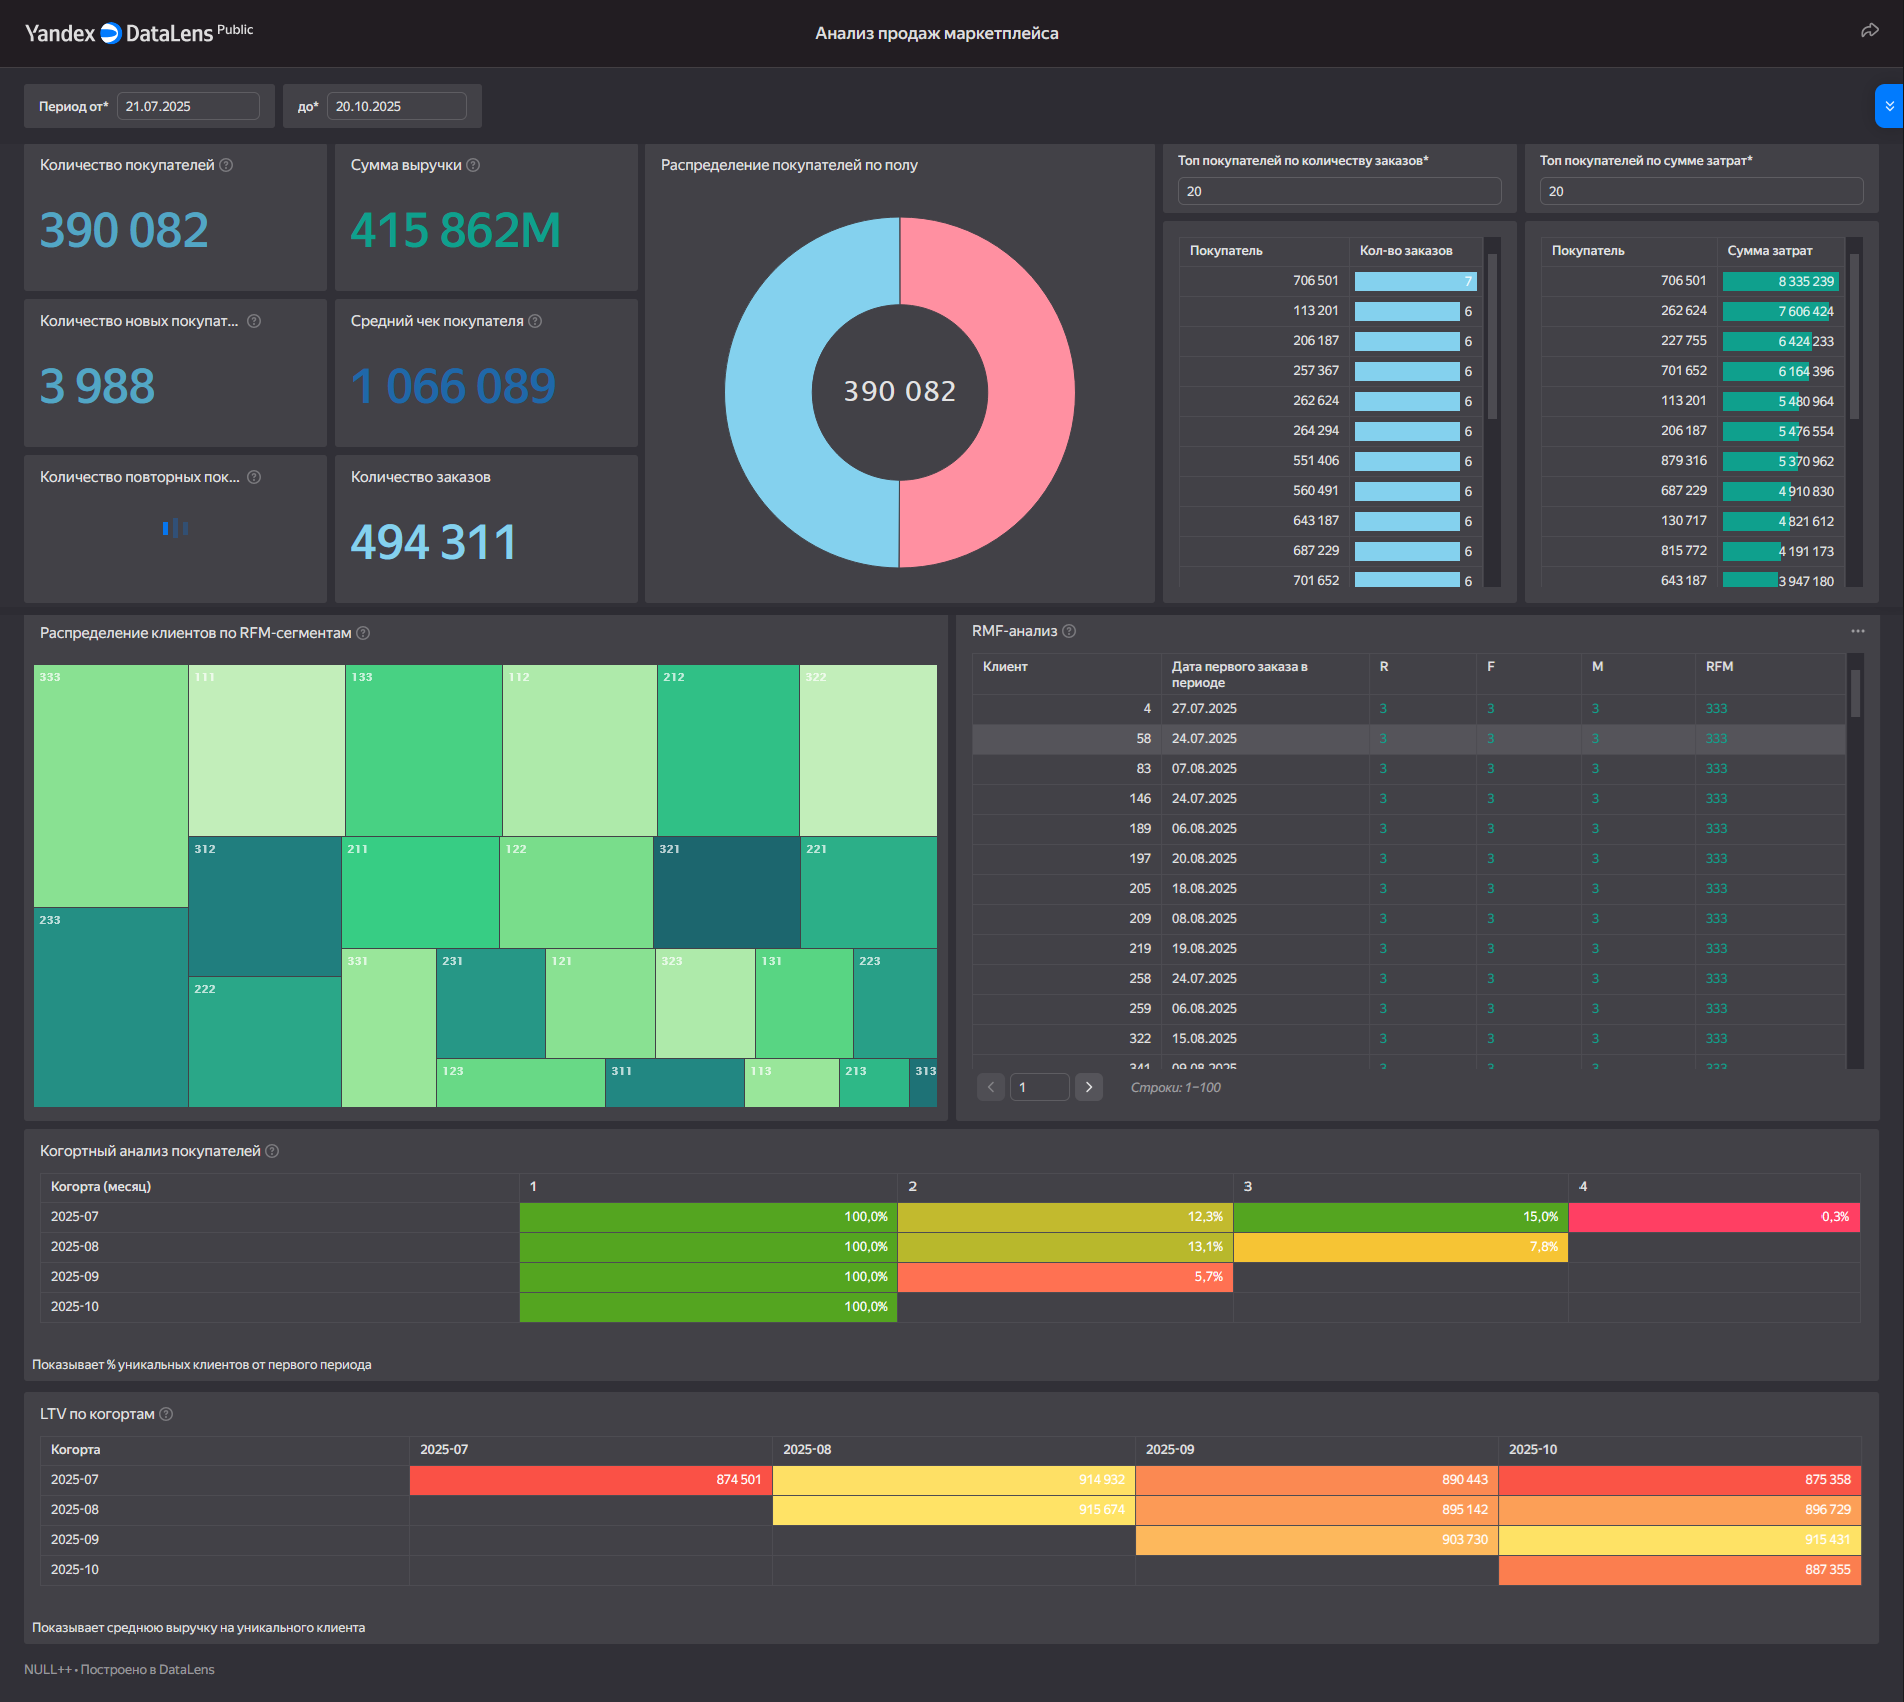 Yandex DataLens Public
Анализ продаж маркетплейса
Период от* 21.07.2025
до* 20.10.2025
Количество покупателей
390 082
Сумма выручки
415 862M
Количество новых покупат...
3 988
Средний чек покупателя
1 066 089
Количество повторных пок...
Количество заказов
494 311
Распределение покупателей по полу
390 082
Топ покупателей по количеству заказов*
20
Покупатель Кол-во заказов
706 501 7
113 201 6
206 187 6
257 367 6
262 624 6
264 294 6
551 406 6
560 491 6
643 187 6
687 229 6
701 652 6
Топ покупателей по сумме затрат*
20
Покупатель Сумма затрат
706 501 8 335 239
262 624 7 606 424
227 755 6 424 233
701 652 6 164 396
113 201 5 480 964
206 187 5 476 554
879 316 5 370 962
687 229 4 910 830
130 717 4 821 612
815 772 4 191 173
643 187 3 947 180
Распределение клиентов по RFM-сегментам
333 111 133 112 212 322
312 211 122 321 221
233
222 331 231 121 323 131 223
123 311 113 213 313
RMF-анализ
Клиент Дата первого заказа в периоде R F M RFM
4 27.07.2025 3 3 3 333
58 24.07.2025 3 3 3 333
83 07.08.2025 3 3 3 333
146 24.07.2025 3 3 3 333
189 06.08.2025 3 3 3 333
197 20.08.2025 3 3 3 333
205 18.08.2025 3 3 3 333
209 08.08.2025 3 3 3 333
219 19.08.2025 3 3 3 333
258 24.07.2025 3 3 3 333
259 06.08.2025 3 3 3 333
322 15.08.2025 3 3 3 333
341 09.08.2025 3 3 3 333
1 Строки: 1–100
Когортный анализ покупателей
Когорта (месяц) 1 2 3 4
2025-07 100,0% 12,3% 15,0% 0,3%
2025-08 100,0% 13,1% 7,8%
2025-09 100,0% 5,7%
2025-10 100,0%
Показывает % уникальных клиентов от первого периода
LTV по когортам
Когорта 2025-07 2025-08 2025-09 2025-10
2025-07 874 501 914 932 890 443 875 358
2025-08 915 674 895 142 896 729
2025-09 903 730 915 431
2025-10 887 355
Показывает среднюю выручку на уникального клиента
NULL++ • Построено в DataLens